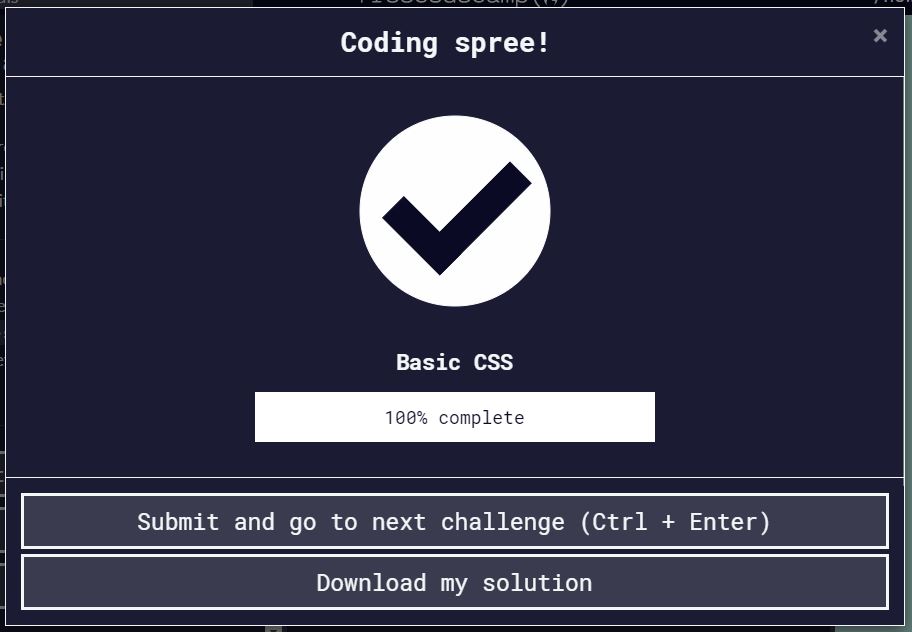 Coding spree!
×
Basic CSS
100% complete
Submit and go to next challenge (Ctrl + Enter)
Download my solution